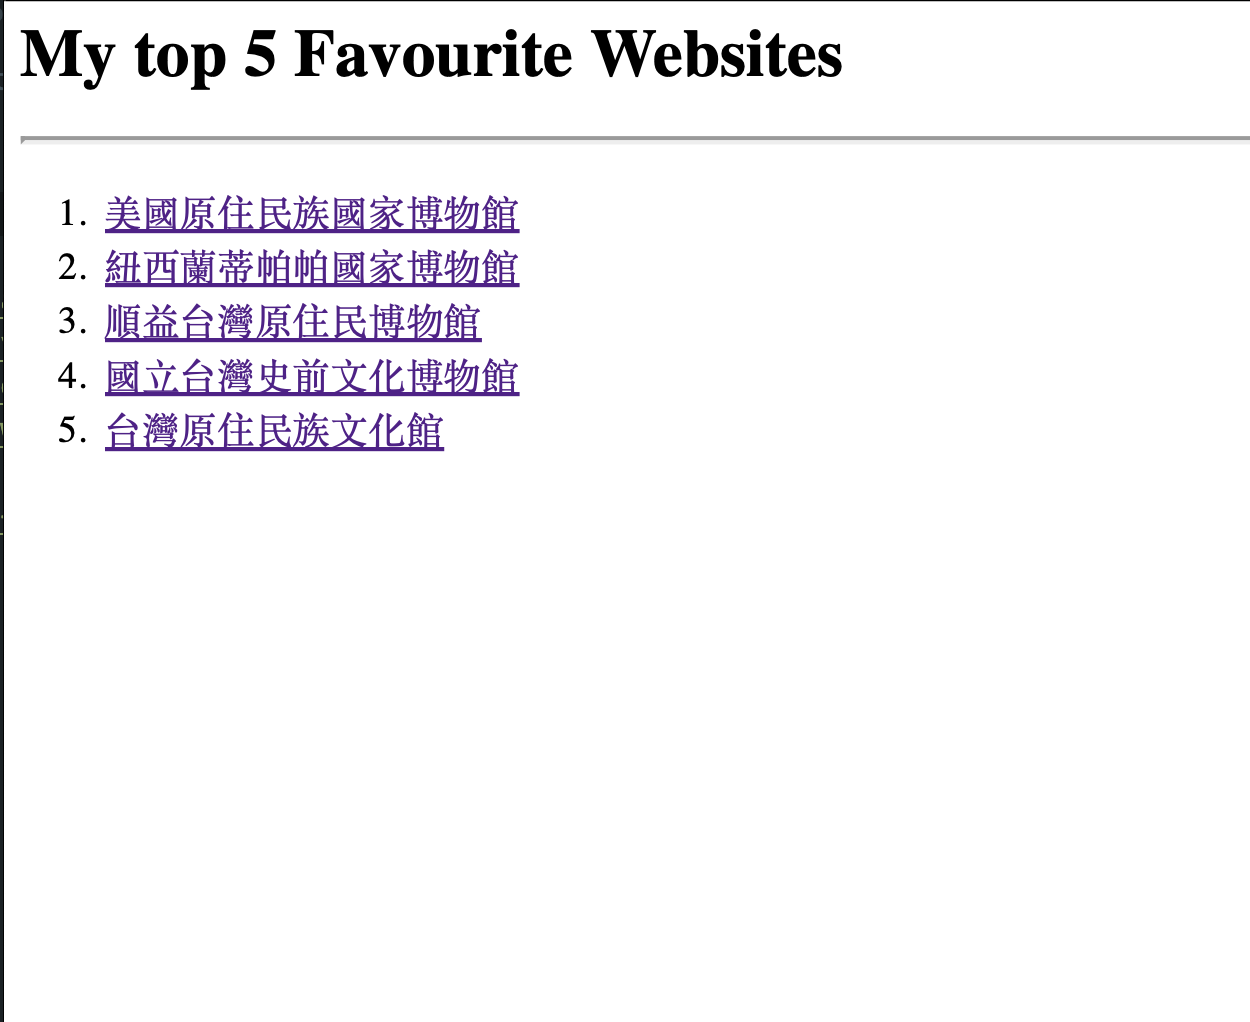 My top 5 Favourite Websites
1. 美國原住民族國家博物館
2. 紐西蘭蒂帕帕國家博物館
3. 順益台灣原住民博物館
4. 國立台灣史前文化博物館
5. 台灣原住民族文化館